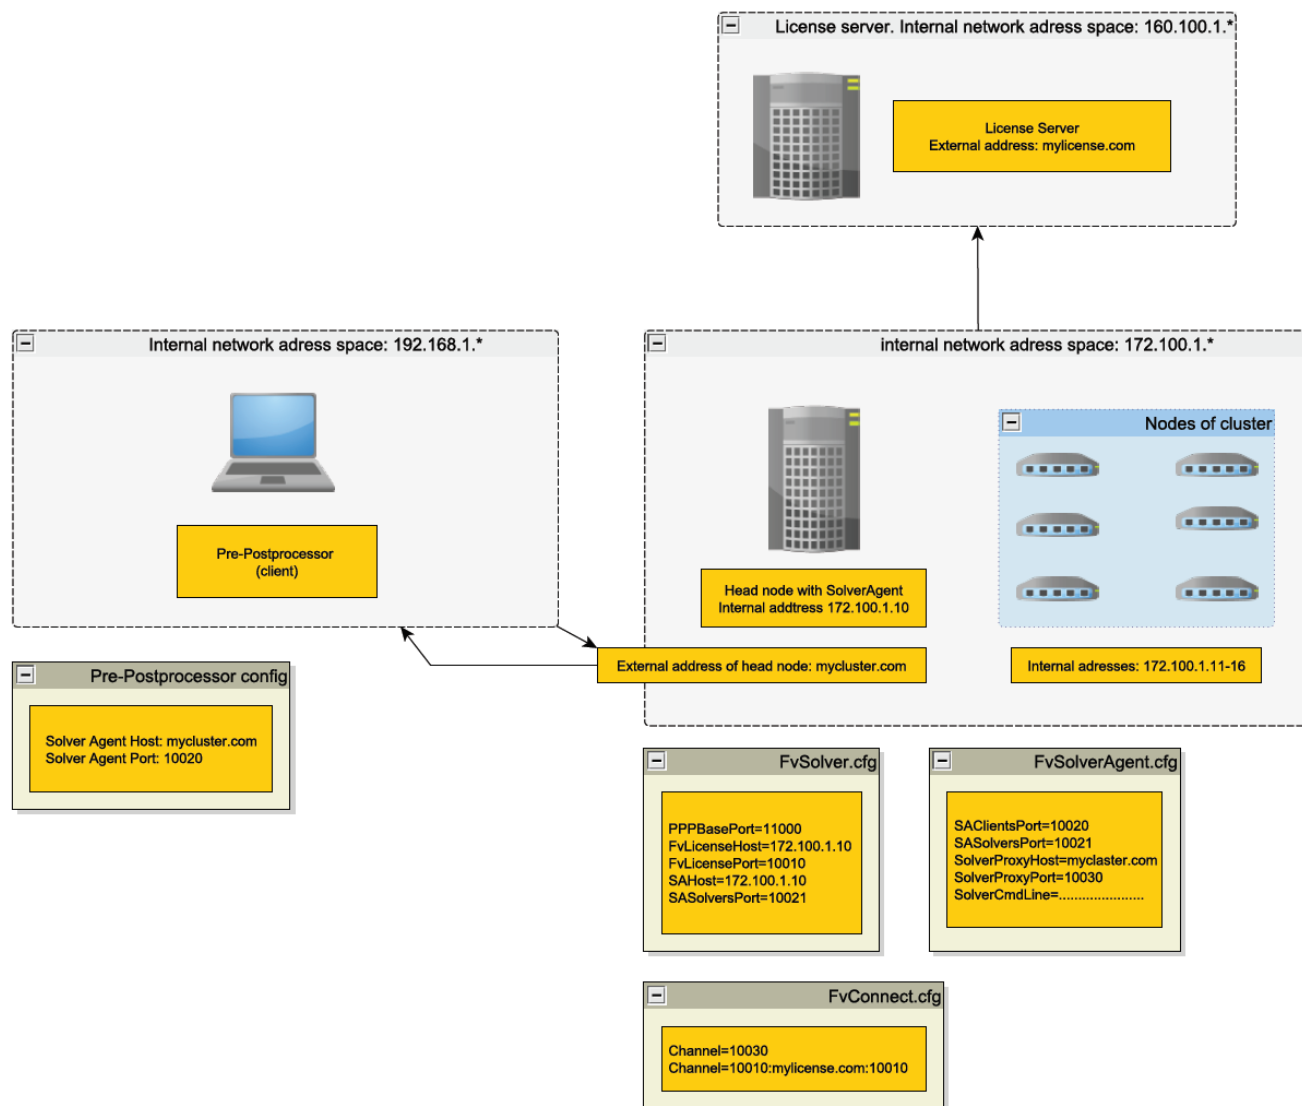 License server. Internal network adress space: 160.100.1.*
License Server
External address: mylicense.com
Internal network adress space: 192.168.1.*
Pre-Postprocessor
(client)
internal network adress space: 172.100.1.*
Nodes of cluster
Head node with SolverAgent
Internal addtress 172.100.1.10
External address of head node: mycluster.com
Internal adresses: 172.100.1.11-16
Pre-Postprocessor config
Solver Agent Host: mycluster.com
Solver Agent Port: 10020
FvSolver.cfg
PPPBasePort=11000
FvLicenseHost=172.100.1.10
FvLicensePort=10010
SAHost=172.100.1.10
SASolversPort=10021
FvSolverAgent.cfg
SAClientsPort=10020
SASolversPort=10021
SolverProxyHost=myclaster.com
SolverProxyPort=10030
SolverCmdLine=......................
FvConnect.cfg
Channel=10030
Channel=10010:mylicense.com:10010